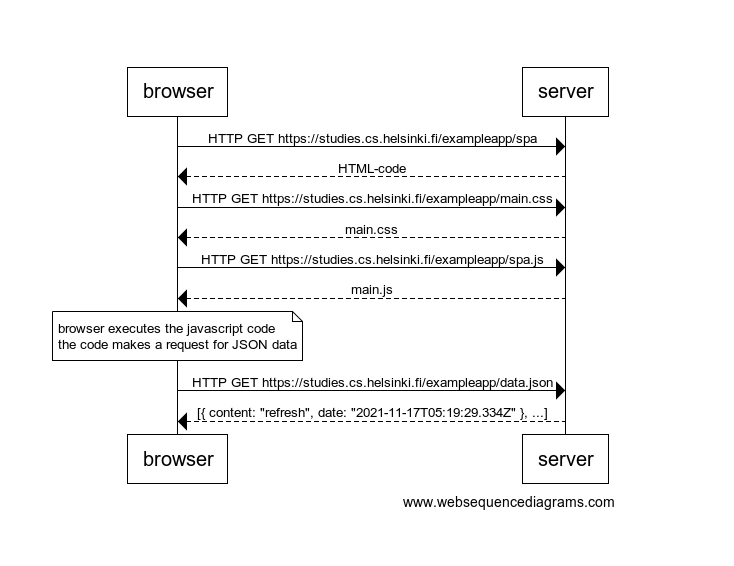 browser
server
HTTP GET https://studies.cs.helsinki.fi/exampleapp/spa
HTML-code
HTTP GET https://studies.cs.helsinki.fi/exampleapp/main.css
main.css
HTTP GET https://studies.cs.helsinki.fi/exampleapp/spa.js
main.js
browser executes the javascript code
the code makes a request for JSON data
HTTP GET https://studies.cs.helsinki.fi/exampleapp/data.json
[{ content: "refresh", date: "2021-11-17T05:19:29.334Z" }, ...]
browser
server
www.websequencediagrams.com